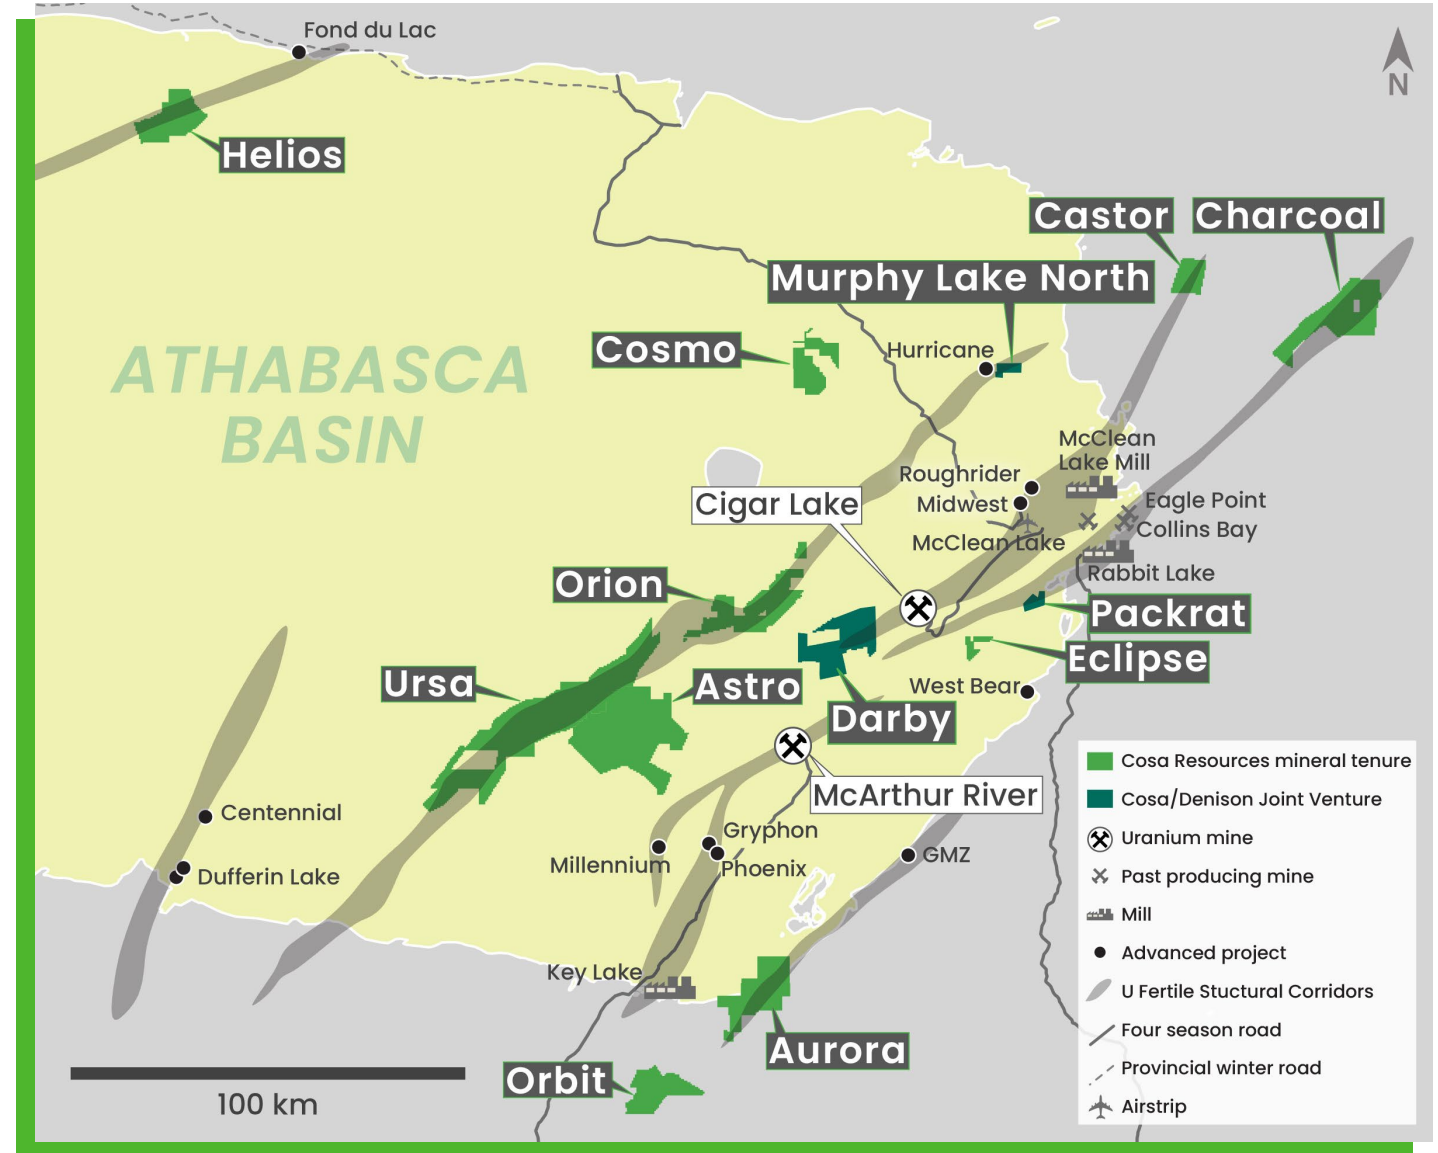 Fond du Lac
N
Helios
Castor
Charcoal
Murphy Lake North
Cosmo
Hurricane
ATHABASCA
BASIN
McClean
Lake Mill
Roughrider
Cigar Lake
Midwest
Eagle Point
Collins Bay
McClean Lake
Rabbit Lake
Orion
Packrat
Eclipse
Ursa
Astro
West Bear
Darby
McArthur River
Centennial
Gryphon
Millennium
Phoenix
GMZ
Dufferin Lake
Key Lake
Aurora
Orbit
100 km
Cosa Resources mineral tenure
Cosa/Denison Joint Venture
Uranium mine
Past producing mine
Mill
Advanced project
U Fertile Stuctural Corridors
Four season road
Provincial winter road
Airstrip